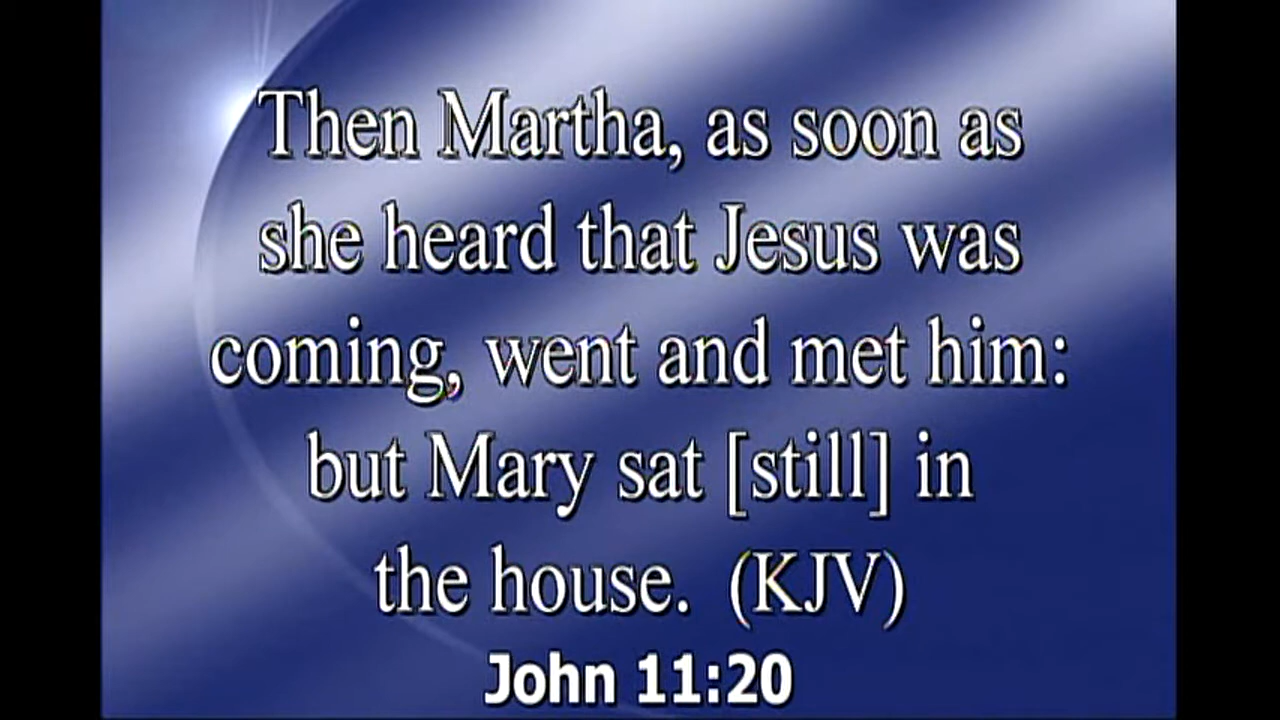 Then Martha, as soon as
she heard that Jesus was
coming, went and met him:
but Mary sat [still] in
the house.  (KJV)
John 11:20